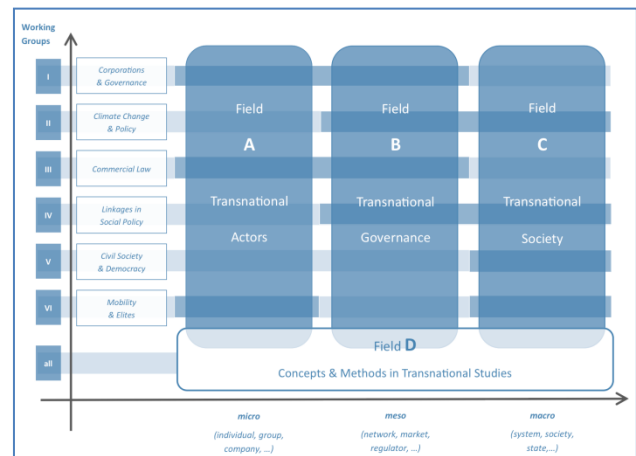 Working
Groups
I
Corporations
& Governance
II
Climate Change
& Policy
III
Commercial Law
IV
Linkages in
Social Policy
V
Civil Society
& Democracy
VI
Mobility
& Elites
all
Field
A
Transnational
Actors
Field
B
Transnational
Governance
Field
C
Transnational
Society
Field D
Concepts & Methods in Transnational Studies
micro
(individual, group,
company, ...)
meso
(network, market,
regulator, ...)
macro
(system, society,
state,...)